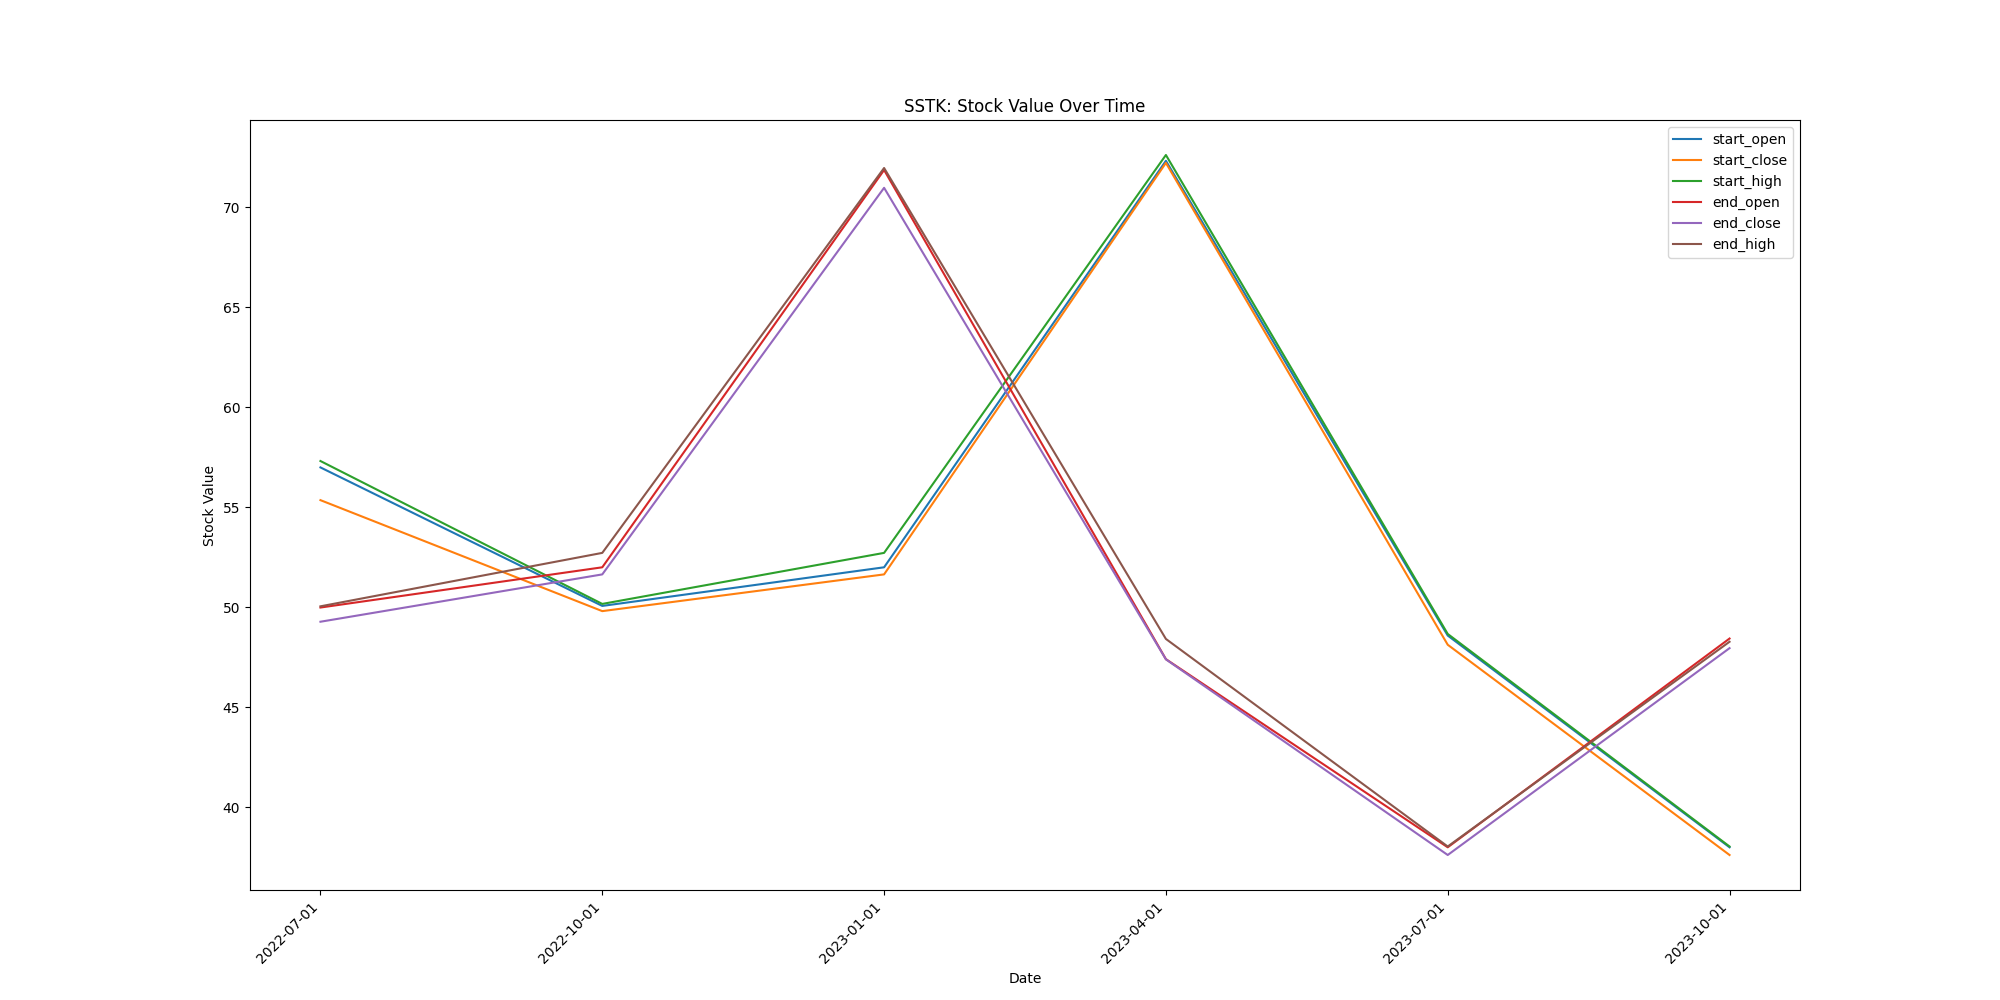 SSTK: Stock Value Over Time
start_open
start_close
start_high
end_open
end_close
end_high
Stock Value
70
65
60
55
50
45
40
2022-07-01
2022-10-01
2023-01-01
2023-04-01
2023-07-01
2023-10-01
Date